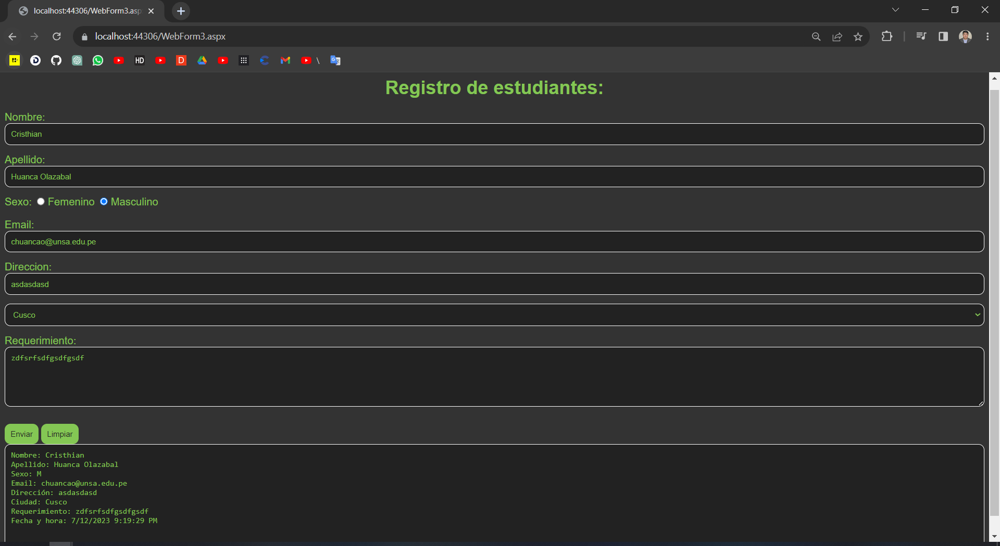 localhost:44306/WebForm3.asp
localhost:44306/WebForm3.aspx
HD
D
\
Registro de estudiantes:
Nombre:
Cristhian
Apellido:
Huanca Olazabal
Sexo: Femenino Masculino
Email:
chuancao@unsa.edu.pe
Direccion:
asdasdasd
Cusco
Requerimiento:
zdfsrfsdfgsdfgsdf
Enviar Limpiar
Nombre: Cristhian
Apellido: Huanca Olazabal
Sexo: M
Email: chuancao@unsa.edu.pe
Dirección: asdasdasd
Ciudad: Cusco
Requerimiento: zdfsrfsdfgsdfgsdf
Fecha y hora: 7/12/2023 9:19:29 PM